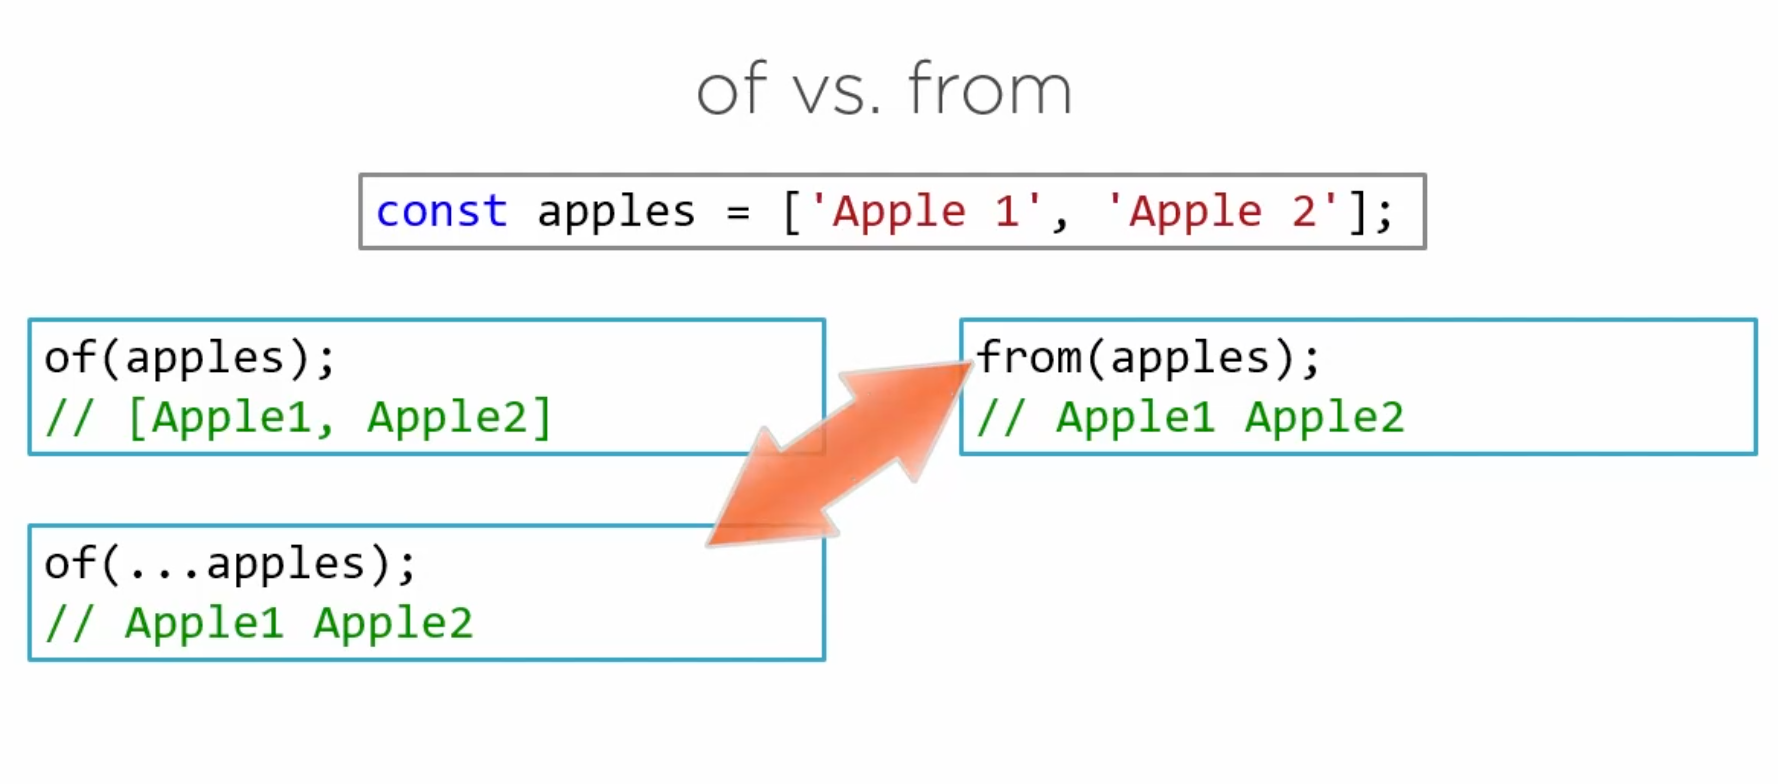 of vs. from
const apples = ['Apple 1', 'Apple 2'];
of(apples);
// [Apple1, Apple2]
from(apples);
// Apple1 Apple2
of(...apples);
// Apple1 Apple2